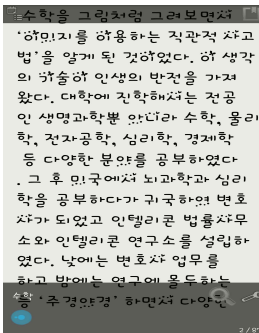 수학을 그림처럼 그려보면서
'이미지를 이용하는 직관적 사고
법'을 알게 된 것이었다. 이 생각
의 기술이 인생의 반전을 가져
왔다. 대학에 진학해서는 전공
인 생명과학뿐 아니라 수학, 물리
학, 전자공학, 심리학, 경제학
등 다양한 분야를 공부하였다
. 그 후 미국에서 뇌과학과 심리
학을 공부하다가 귀국하여 변호
사가 되었고 인텔리콘 법률사무
소와 인텔리콘 연구소를 설립하
였다. 낮에는 변호사 업무를
하고 밤에는 연구에 몰두하는
'주경야경' 하면서 다양한
수학